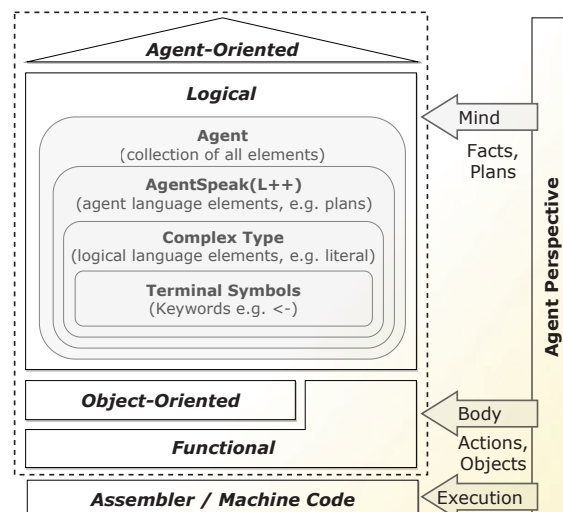 Agent-Oriented
Logical
Agent
(collection of all elements)
AgentSpeak(L++)
(agent language elements, e.g. plans)
Complex Type
(logical language elements, e.g. literal)
Terminal Symbols
(Keywords e.g. <-)
Object-Oriented
Functional
Assembler / Machine Code
Mind
Facts,
Plans
Body
Actions,
Objects
Execution
Agent Perspective